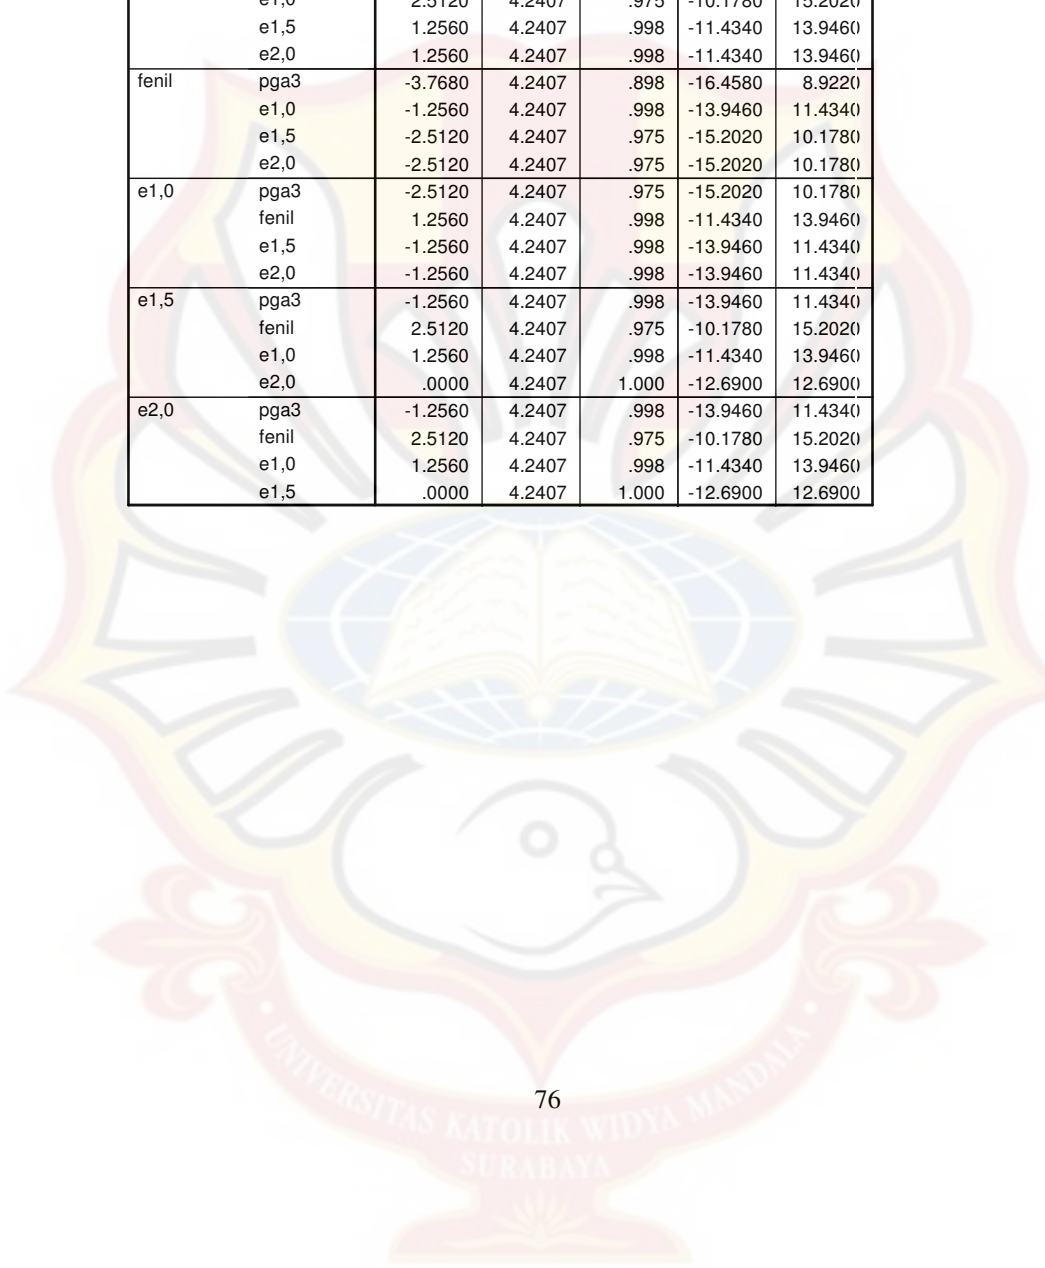 e1,0 2.5120 4.2407 .975 -10.1780 15.2020
e1,5 1.2560 4.2407 .998 -11.4340 13.9460
e2,0 1.2560 4.2407 .998 -11.4340 13.9460
fenil pga3 -3.7680 4.2407 .898 -16.4580 8.9220
e1,0 -1.2560 4.2407 .998 -13.9460 11.4340
e1,5 -2.5120 4.2407 .975 -15.2020 10.1780
e2,0 -2.5120 4.2407 .975 -15.2020 10.1780
e1,0 pga3 -2.5120 4.2407 .975 -15.2020 10.1780
fenil 1.2560 4.2407 .998 -11.4340 13.9460
e1,5 -1.2560 4.2407 .998 -13.9460 11.4340
e2,0 -1.2560 4.2407 .998 -13.9460 11.4340
e1,5 pga3 -1.2560 4.2407 .998 -13.9460 11.4340
fenil 2.5120 4.2407 .975 -10.1780 15.2020
e1,0 1.2560 4.2407 .998 -11.4340 13.9460
e2,0 .0000 4.2407 1.000 -12.6900 12.6900
e2,0 pga3 -1.2560 4.2407 .998 -13.9460 11.4340
fenil 2.5120 4.2407 .975 -10.1780 15.2020
e1,0 1.2560 4.2407 .998 -11.4340 13.9460
e1,5 .0000 4.2407 1.000 -12.6900 12.6900
76
UNIVERSITAS KATOLIK WIDYA MANDALA
SURABAYA